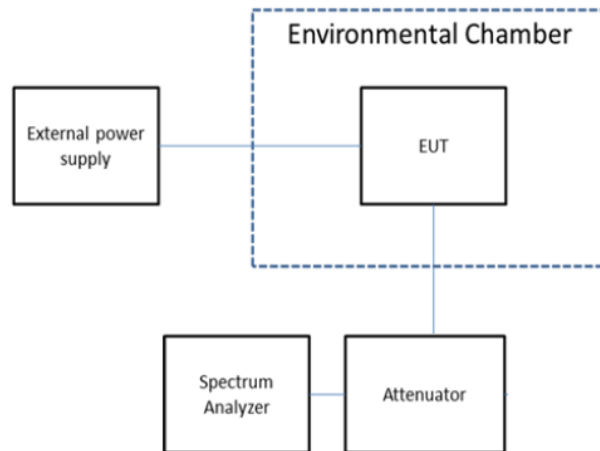 Environmental Chamber
External power
supply
EUT
Spectrum
Analyzer
Attenuator